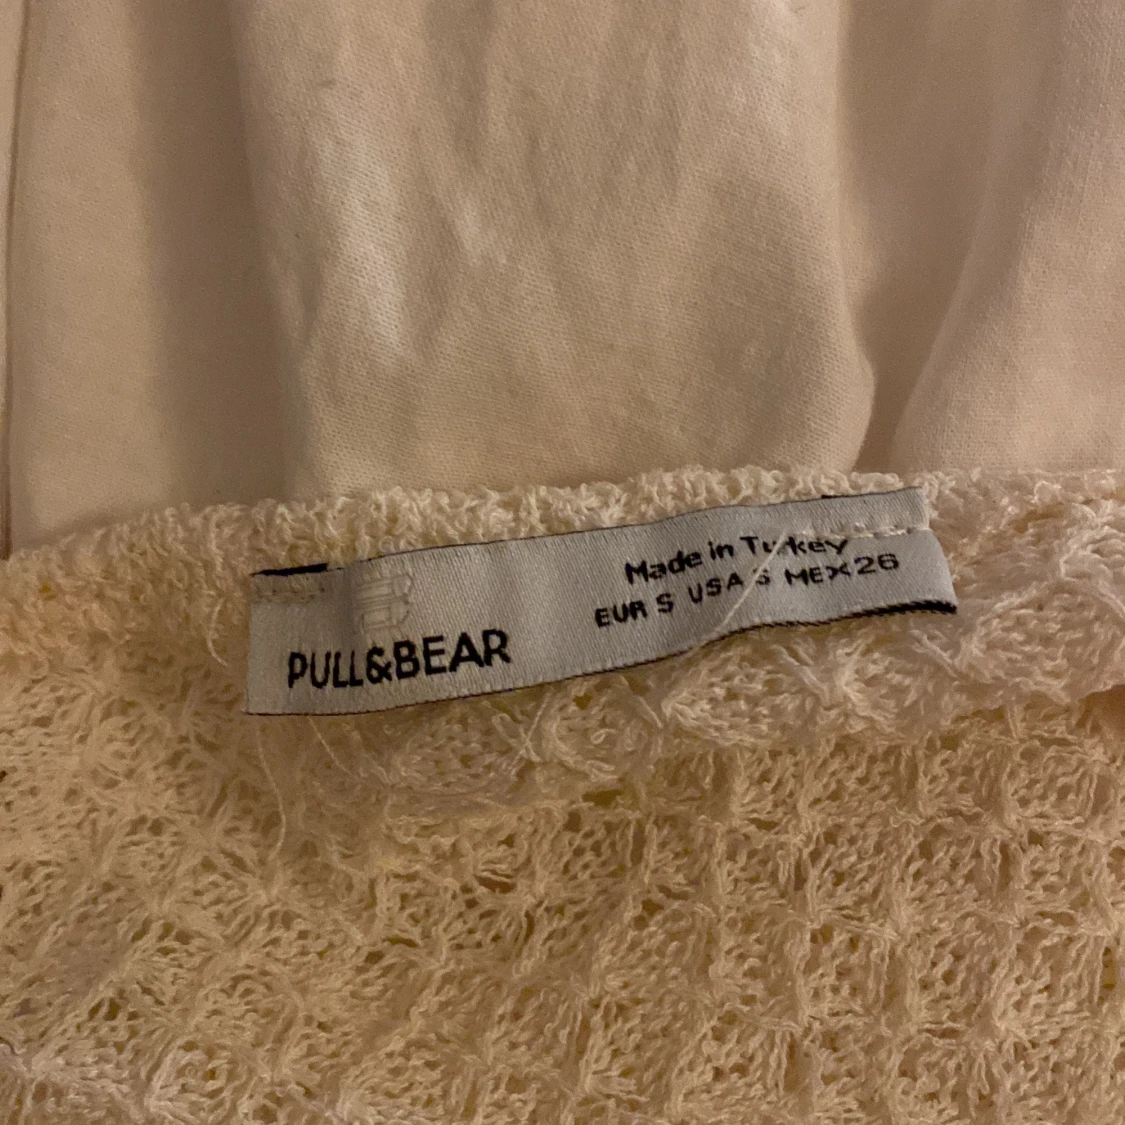 PULL&BEAR
Made in Turkey
EUR S USA S MEX 26